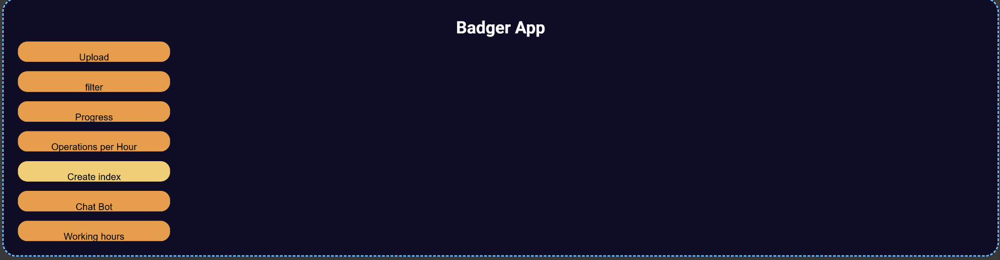 Badger App
Upload
filter
Progress
Operations per Hour
Create index
Chat Bot
Working hours